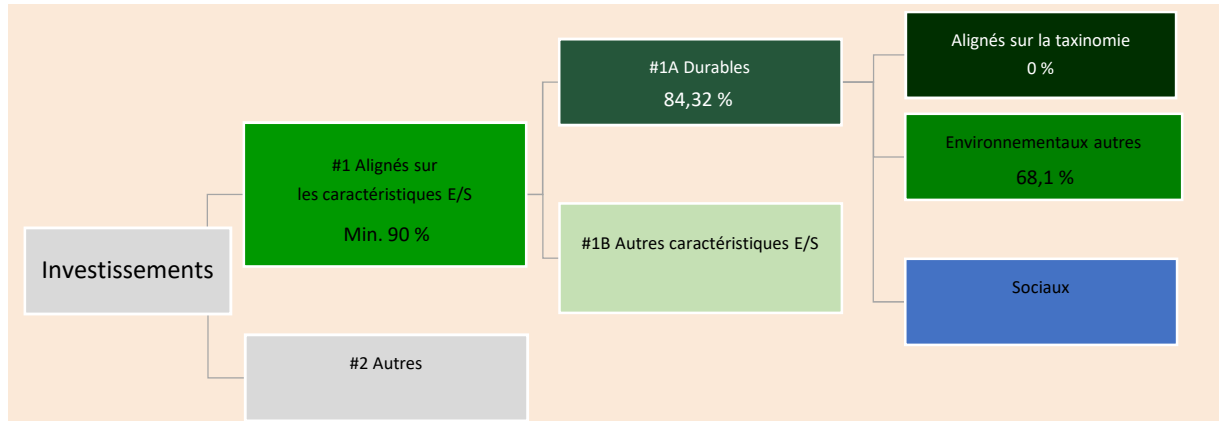 Investissements
#1 Alignés sur
les caractéristiques E/S
Min. 90 %
#2 Autres
#1A Durables
84,32 %
#1B Autres caractéristiques E/S
Alignés sur la taxinomie
0 %
Environnementaux autres
68,1 %
Sociaux